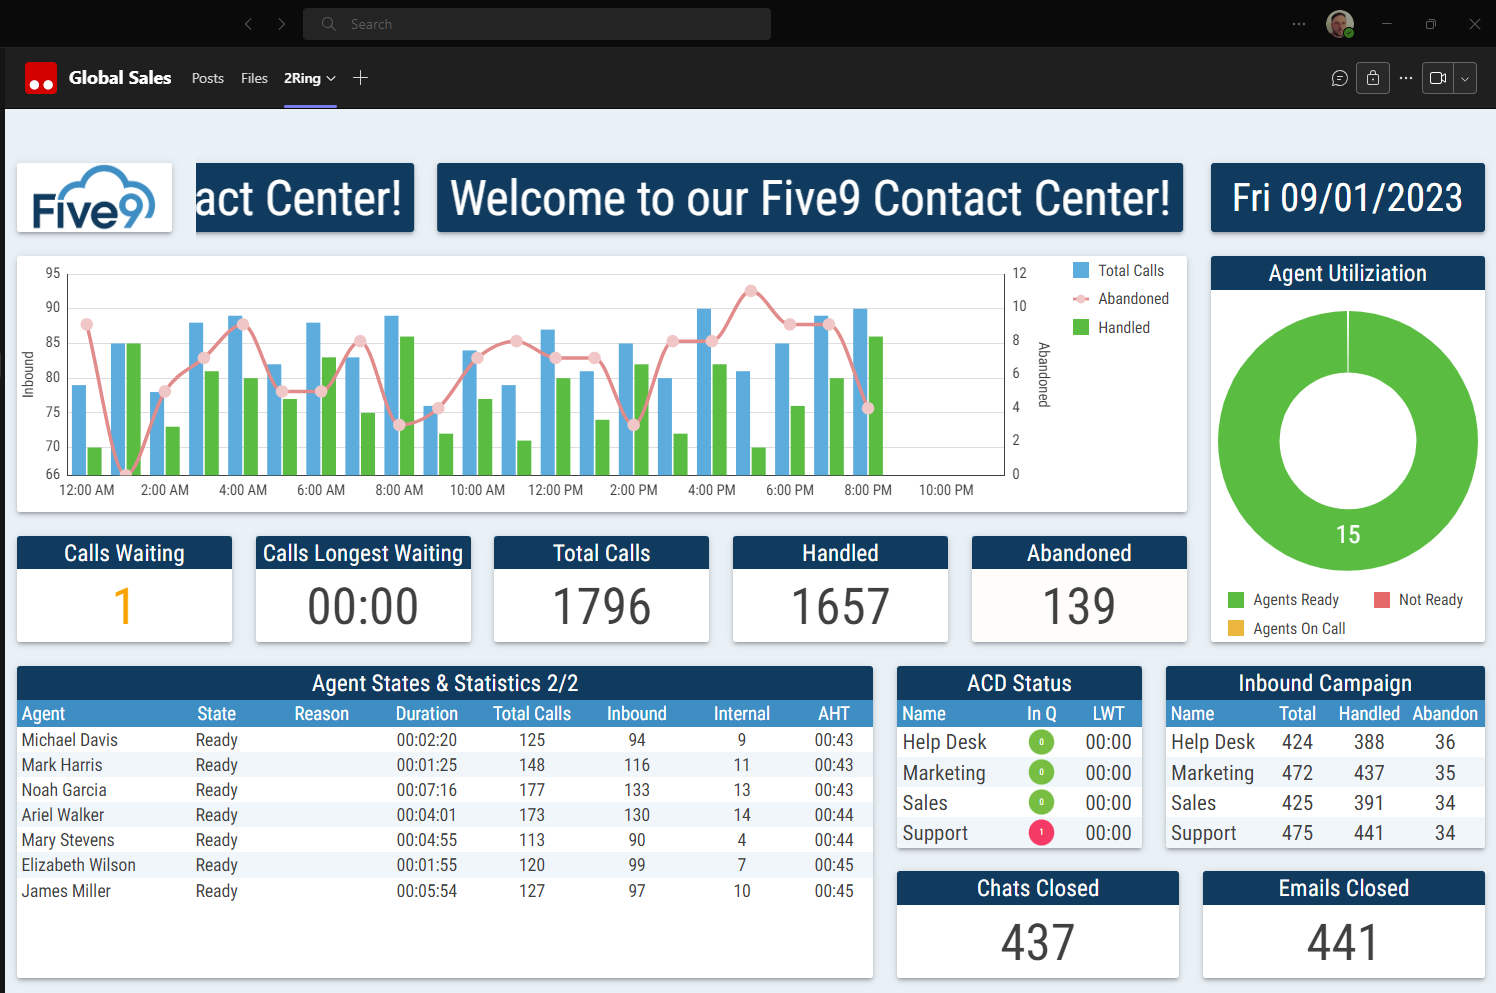 Search
Global Sales
Posts
Files
2Ring
Five9
act Center!
Welcome to our Five9 Contact Center!
Fri 09/01/2023
95
90
85
80
75
70
66
Inbound
12
10
8
6
4
2
0
Abandoned
12:00 AM 2:00 AM 4:00 AM 6:00 AM 8:00 AM 10:00 AM 12:00 PM 2:00 PM 4:00 PM 6:00 PM 8:00 PM 10:00 PM
Total Calls
Abandoned
Handled
Agent Utiliziation
15
Agents Ready
Not Ready
Agents On Call
Calls Waiting
1
Calls Longest Waiting
00:00
Total Calls
1796
Handled
1657
Abandoned
139
Agent States & Statistics 2/2
Agent State Reason Duration Total Calls Inbound Internal AHT
Michael Davis Ready 00:02:20 125 94 9 00:43
Mark Harris Ready 00:01:25 148 116 11 00:43
Noah Garcia Ready 00:07:16 177 133 13 00:43
Ariel Walker Ready 00:04:01 173 130 14 00:44
Mary Stevens Ready 00:04:55 113 90 4 00:44
Elizabeth Wilson Ready 00:01:55 120 99 7 00:45
James Miller Ready 00:05:54 127 97 10 00:45
ACD Status
Name In Q LWT
Help Desk 0 00:00
Marketing 0 00:00
Sales 0 00:00
Support 1 00:00
Inbound Campaign
Name Total Handled Abandon
Help Desk 424 388 36
Marketing 472 437 35
Sales 425 391 34
Support 475 441 34
Chats Closed
437
Emails Closed
441